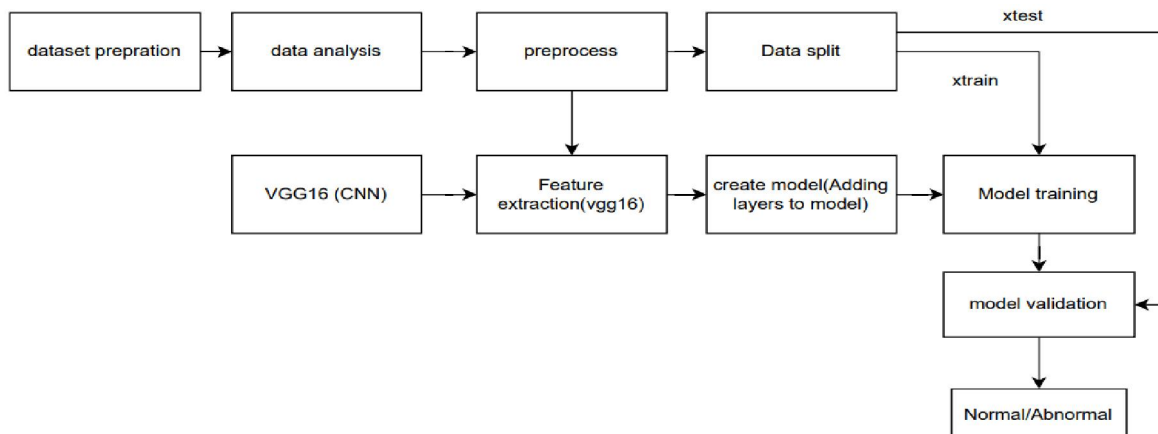 xtest
dataset prepration
data analysis
preprocess
Data split
xtrain
VGG16 (CNN)
Feature
extraction(vgg16)
create model(Adding
layers to model)
Model training
model validation
Normal/Abnormal